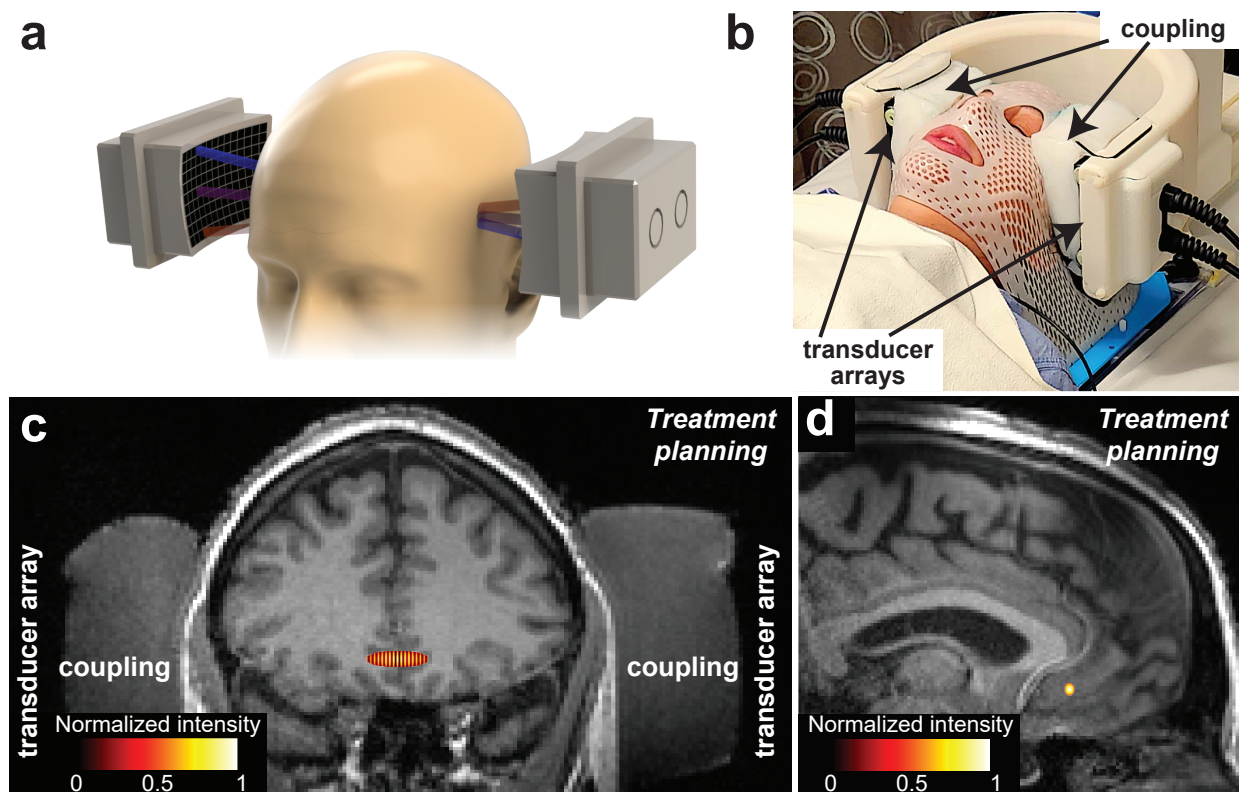 a
b
coupling
transducer
arrays
c
Treatment
planning
transducer array
coupling
coupling
transducer array
Normalized intensity
0 0.5 1
d
Treatment
planning
Normalized intensity
0 0.5 1